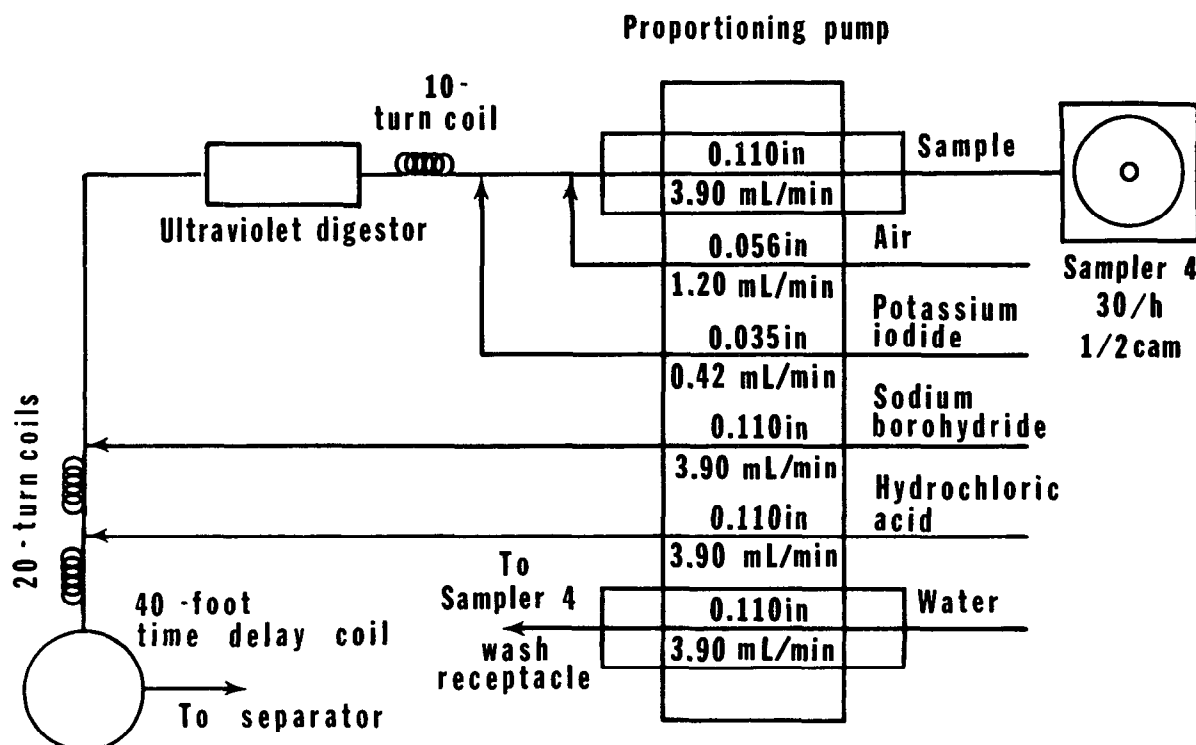 Proportioning pump
10-
turn coil
0.110in
Sample
3.90 mL/min
Ultraviolet digestor
0.056in
Air
1.20 mL/min
Sampler 4
30/h
1/2 cam
Potassium
iodide
0.035in
0.42 mL/min
Sodium
borohydride
0.110in
3.90 mL/min
Hydrochloric
acid
0.110in
3.90 mL/min
20-turn coils
To
Sampler 4
wash
receptacle
0.110in
Water
3.90 mL/min
40-foot
time delay coil
To separator